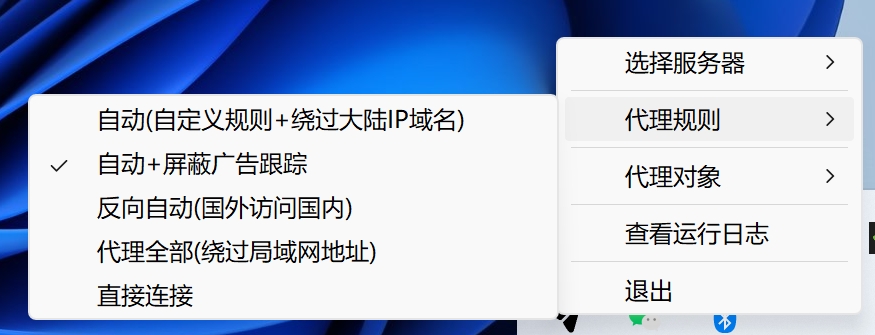 选择服务器
代理规则
代理对象
查看运行日志
退出
自动(自定义规则+绕过大陆IP域名)
自动+屏蔽广告跟踪
反向自动(国外访问国内)
代理全部(绕过局域网地址)
直接连接